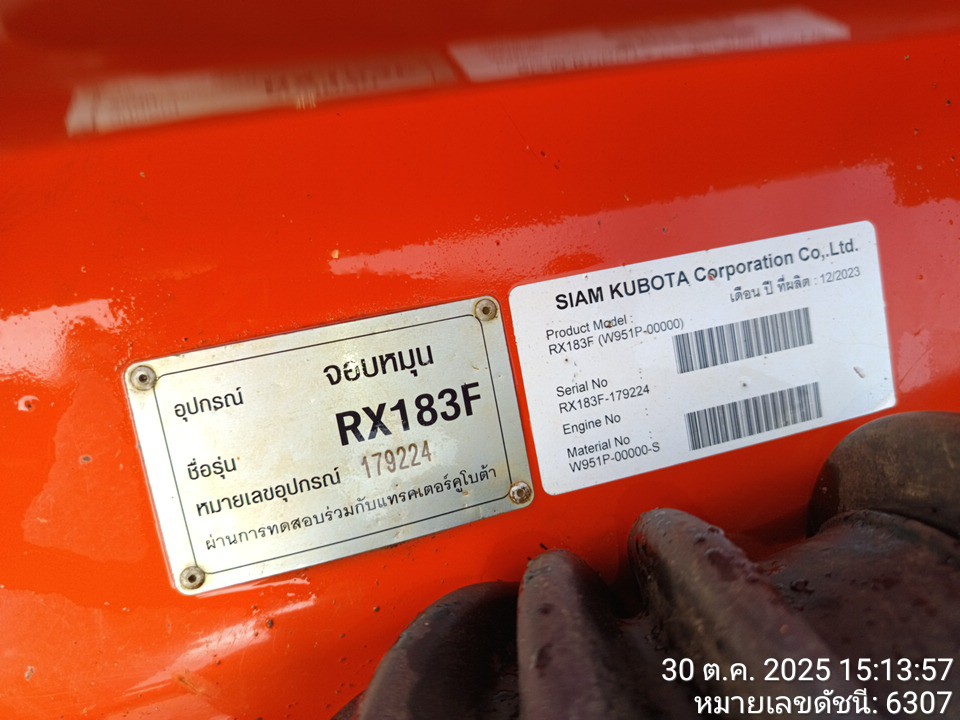 อุปกรณ์ จอบหมุน
ชื่อรุ่น RX183F
หมายเลขอุปกรณ์ 179224
ผ่านการทดสอบร่วมกับแทรคเตอร์คูโบต้า
SIAM KUBOTA Corporation Co,.Ltd.
เดือน ปี ที่ผลิต : 12/2023
Product Model :
RX183F (W951P-00000)
Serial No
RX183F-179224
Engine No
Material No
W951P-00000-S
30 ต.ค. 2025 15:13:57
หมายเลขดัชนี: 6307